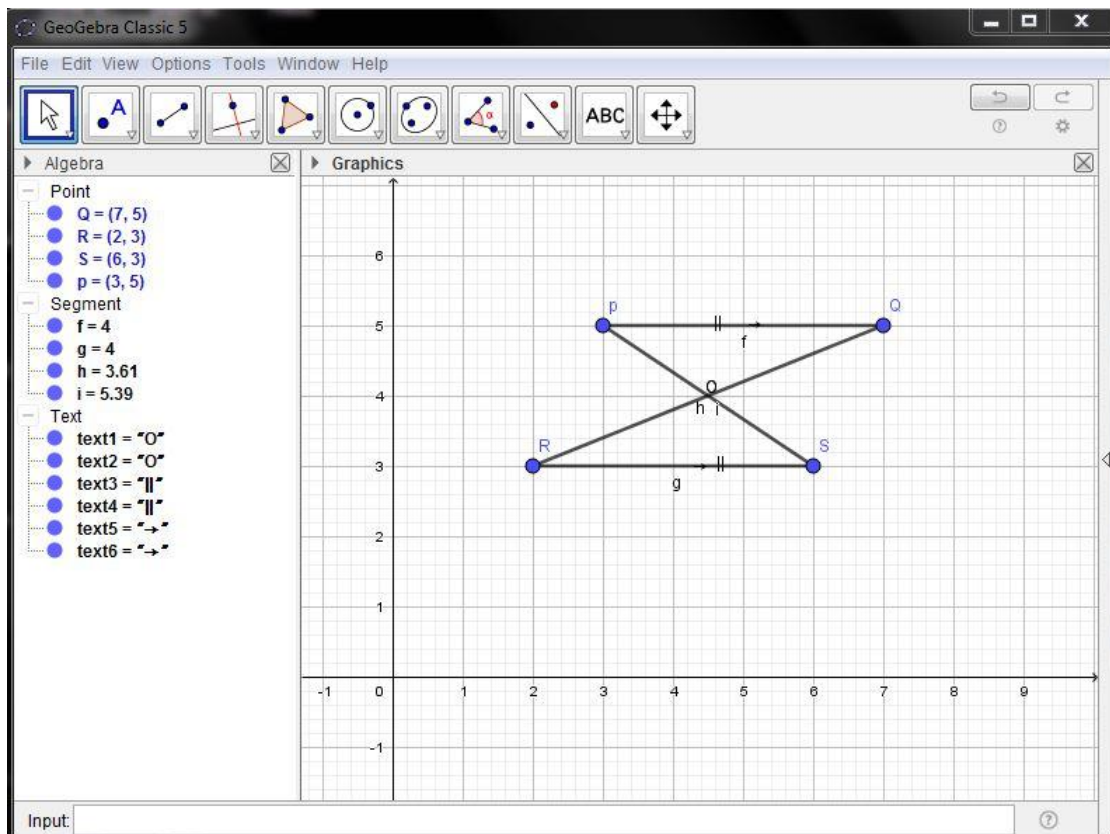 GeoGebra Classic 5
File Edit View Options Tools Window Help
A
α
ABC
Algebra
Graphics
Point
Q = (7, 5)
R = (2, 3)
S = (6, 3)
p = (3, 5)
Segment
f = 4
g = 4
h = 3.61
i = 5.39
Text
text1 = "O"
text2 = "O"
text3 = "||"
text4 = "||"
text5 = "→"
text6 = "→"
6
p
Q
5
||
→
f
O
4
h
i
R
S
3
→
||
g
2
1
-1 0 1 2 3 4 5 6 7 8 9
-1
Input: